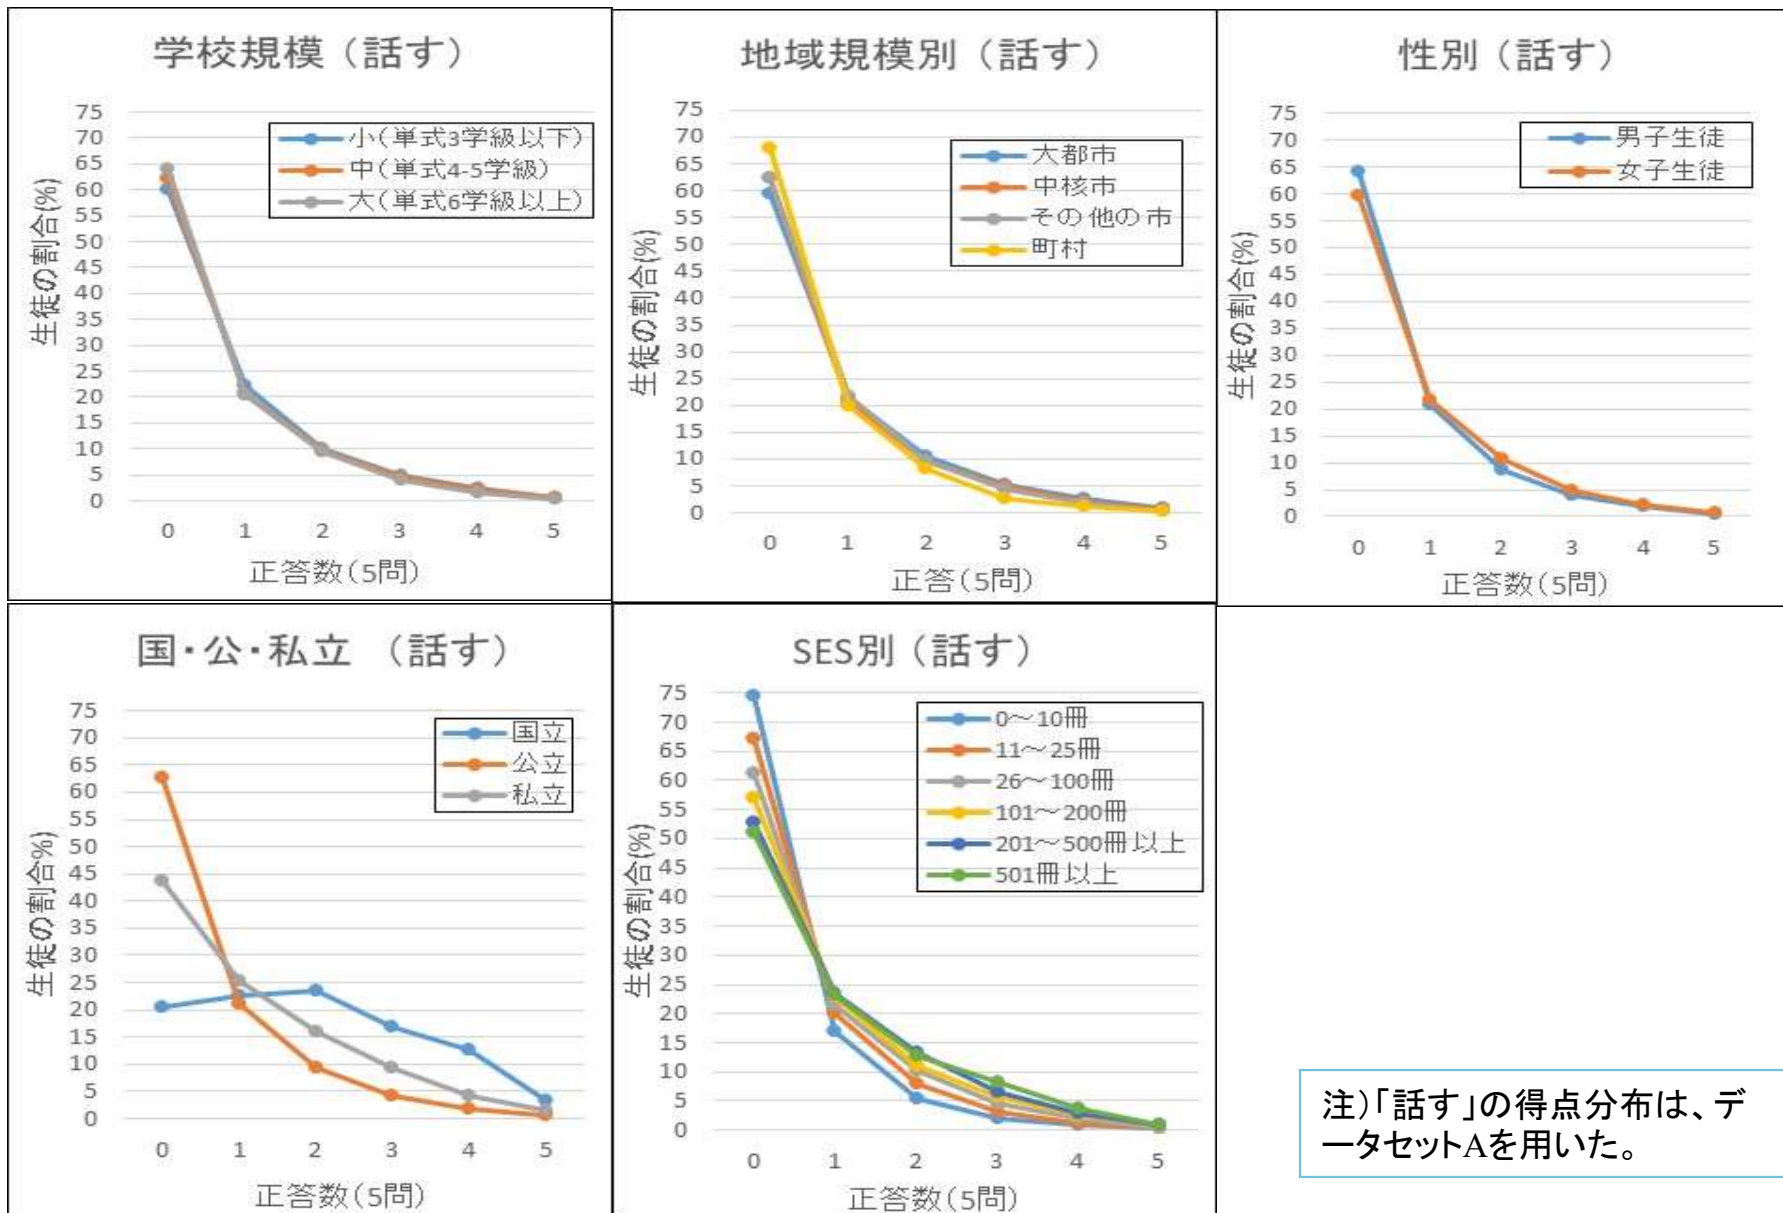 学校規模（話す）
生徒の割合(%)
75
70
65
60
55
50
45
40
35
30
25
20
15
10
5
0
小(単式3学級以下)
中(単式4-5学級)
大(単式6学級以上)
0 1 2 3 4 5
正答数(5問)
地域規模別（話す）
生徒の割合(%)
75
70
65
60
55
50
45
40
35
30
25
20
15
10
5
0
大都市
中核市
その他の市
町村
0 1 2 3 4 5
正答(5問)
性別（話す）
生徒の割合(%)
75
70
65
60
55
50
45
40
35
30
25
20
15
10
5
0
男子生徒
女子生徒
0 1 2 3 4 5
正答数(5問)
国・公・私立 （話す）
生徒の割合%)
75
70
65
60
55
50
45
40
35
30
25
20
15
10
5
0
国立
公立
私立
0 1 2 3 4 5
正答数(5問)
SES別（話す）
生徒の割合(%)
75
70
65
60
55
50
45
40
35
30
25
20
15
10
5
0
0～10冊
11～25冊
26～100冊
101～200冊
201～500冊以上
501冊以上
0 1 2 3 4 5
正答数(5問)
注)「話す」の得点分布は、デ
ータセットAを用いた。